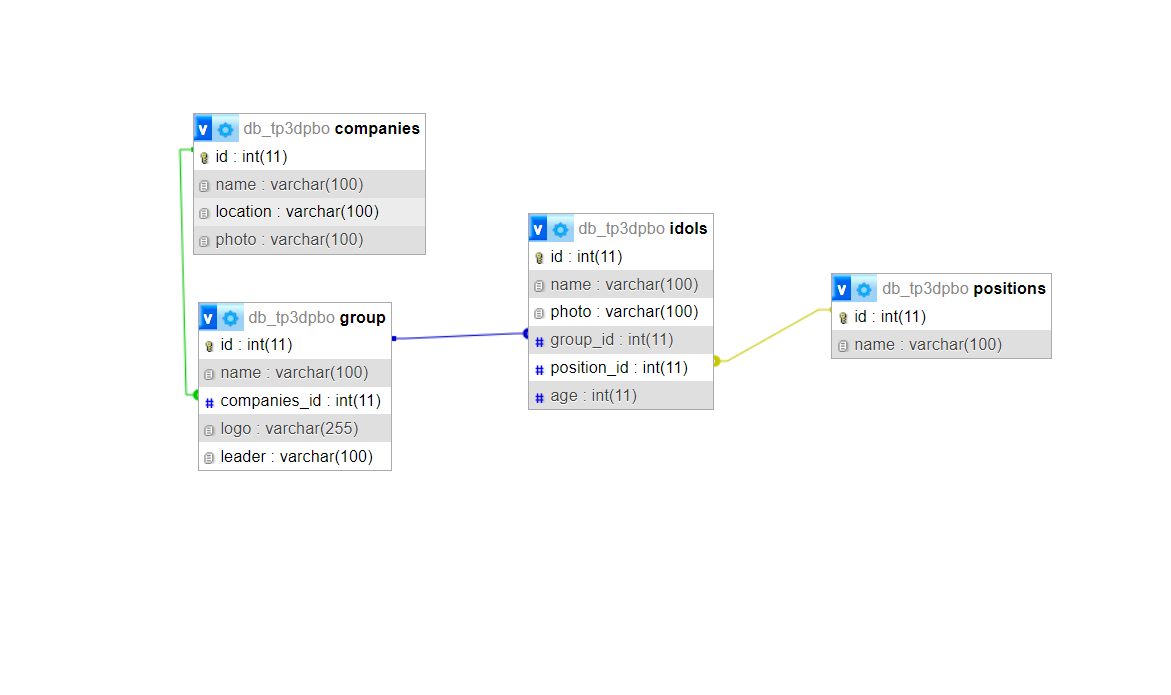 v db_tp3dpbo companies
id : int(11)
name : varchar(100)
location : varchar(100)
photo : varchar(100)
v db_tp3dpbo group
id : int(11)
name : varchar(100)
# companies_id : int(11)
logo : varchar(255)
leader : varchar(100)
v db_tp3dpbo idols
id : int(11)
name : varchar(100)
photo : varchar(100)
# group_id : int(11)
# position_id : int(11)
# age : int(11)
v db_tp3dpbo positions
id : int(11)
name : varchar(100)